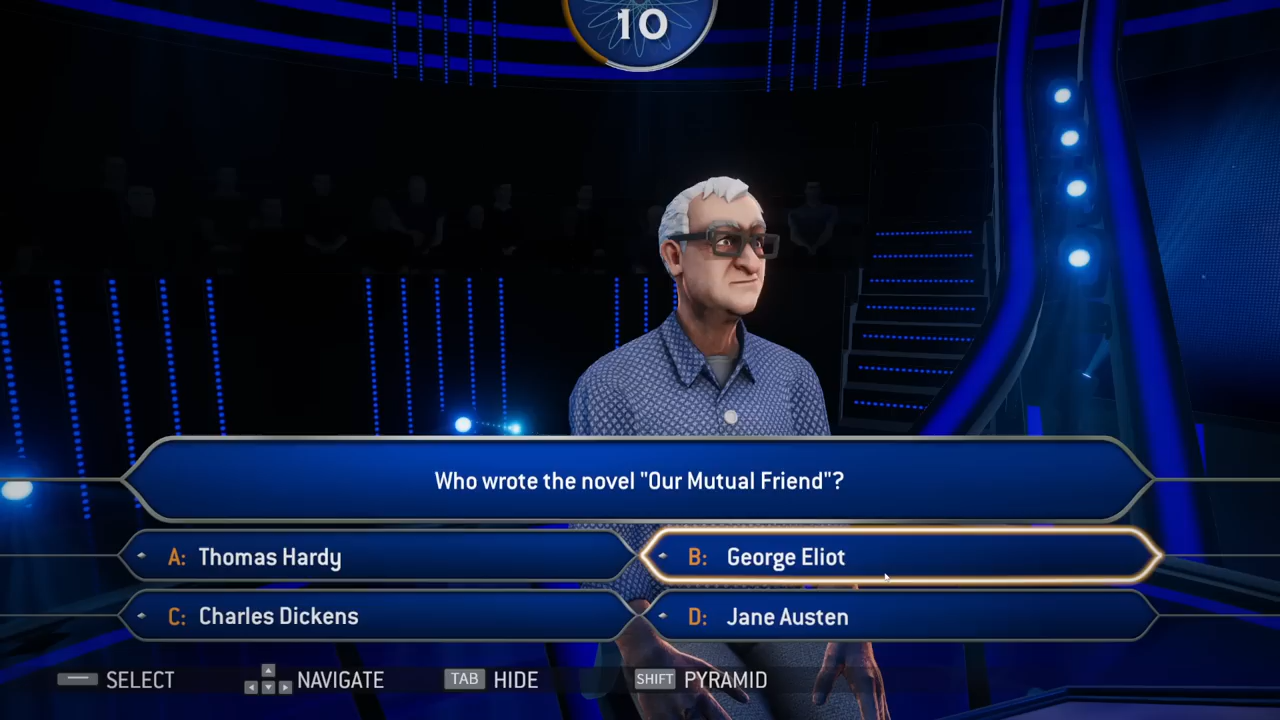 10
Who wrote the novel "Our Mutual Friend"?
A: Thomas Hardy
B: George Eliot
C: Charles Dickens
D: Jane Austen
SELECT NAVIGATE TAB HIDE SHIFT PYRAMID